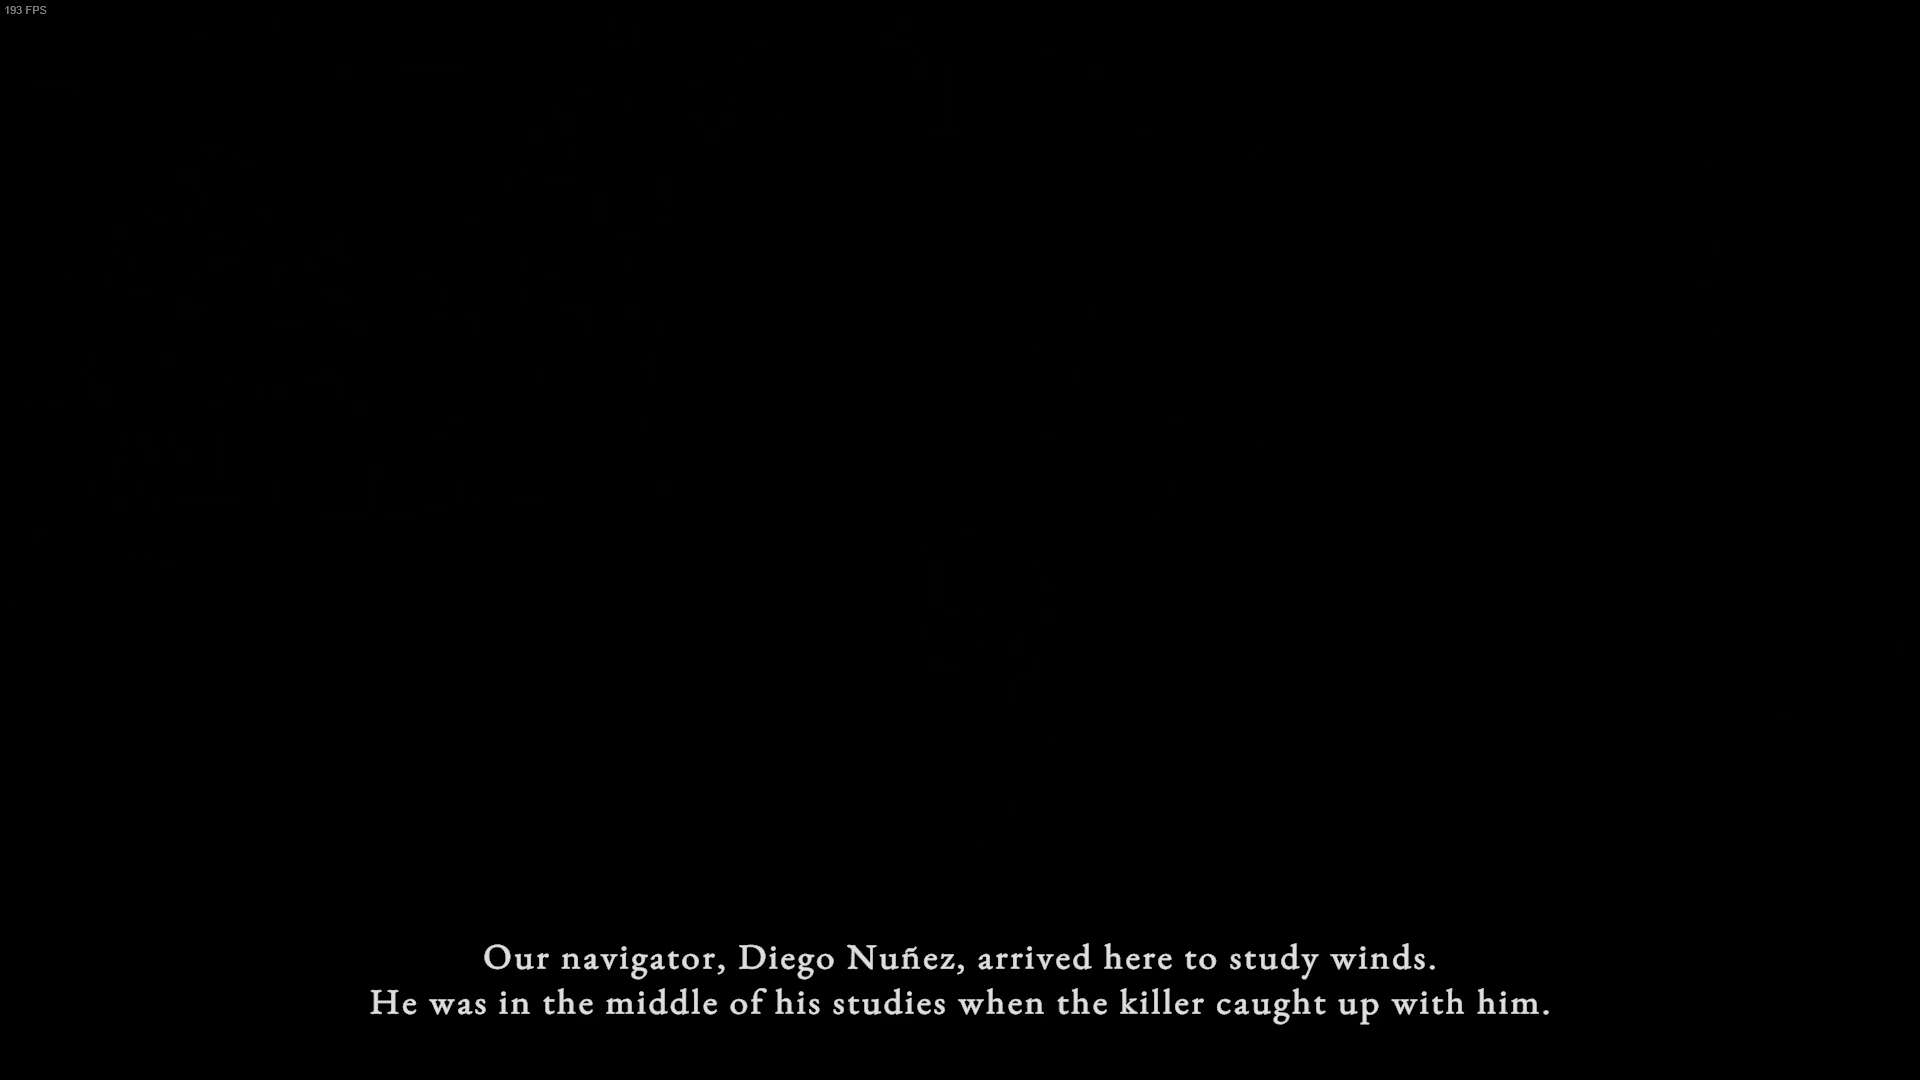 193 FPS
Our navigator, Diego Nuñez, arrived here to study winds.
He was in the middle of his studies when the killer caught up with him.